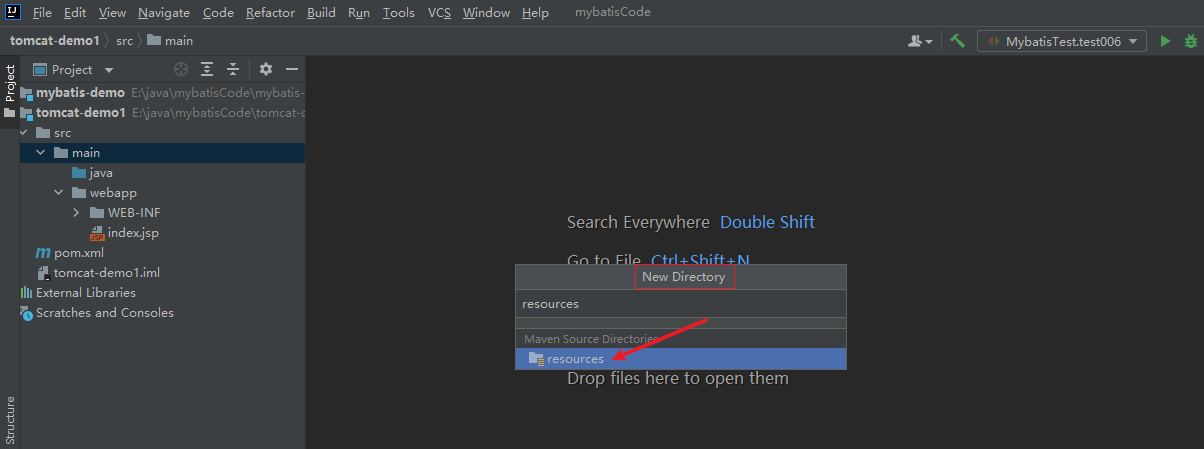 File Edit View Navigate Code Refactor Build Run Tools VCS Window Help mybatisCode
tomcat-demo1 src main
MybatisTest.test006
Project
Project
mybatis-demo E:\java\mybatisCode\mybatis-
tomcat-demo1 E:\java\mybatisCode\tomcat-d
src
main
java
webapp
WEB-INF
JSP index.jsp
m pom.xml
tomcat-demo1.iml
External Libraries
Scratches and Consoles
Structure
Search Everywhere Double Shift
Go to File Ctrl+Shift+N
New Directory
resources
Maven Source Directories
resources
Drop files here to open them